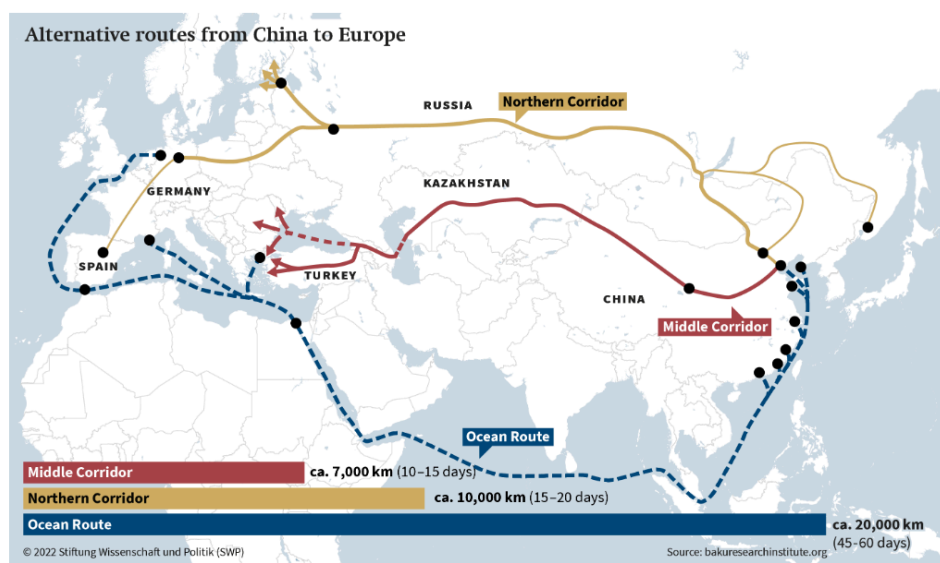 Alternative routes from China to Europe
RUSSIA
Northern Corridor
KAZAKHSTAN
GERMANY
SPAIN
TURKEY
CHINA
Middle Corridor
Ocean Route
Middle Corridor
ca. 7,000 km (10–15 days)
Northern Corridor
ca. 10,000 km (15–20 days)
Ocean Route
ca. 20,000 km
(45-60 days)
© 2022 Stiftung Wissenschaft und Politik (SWP)
Source: bakuresearchinstitute.org